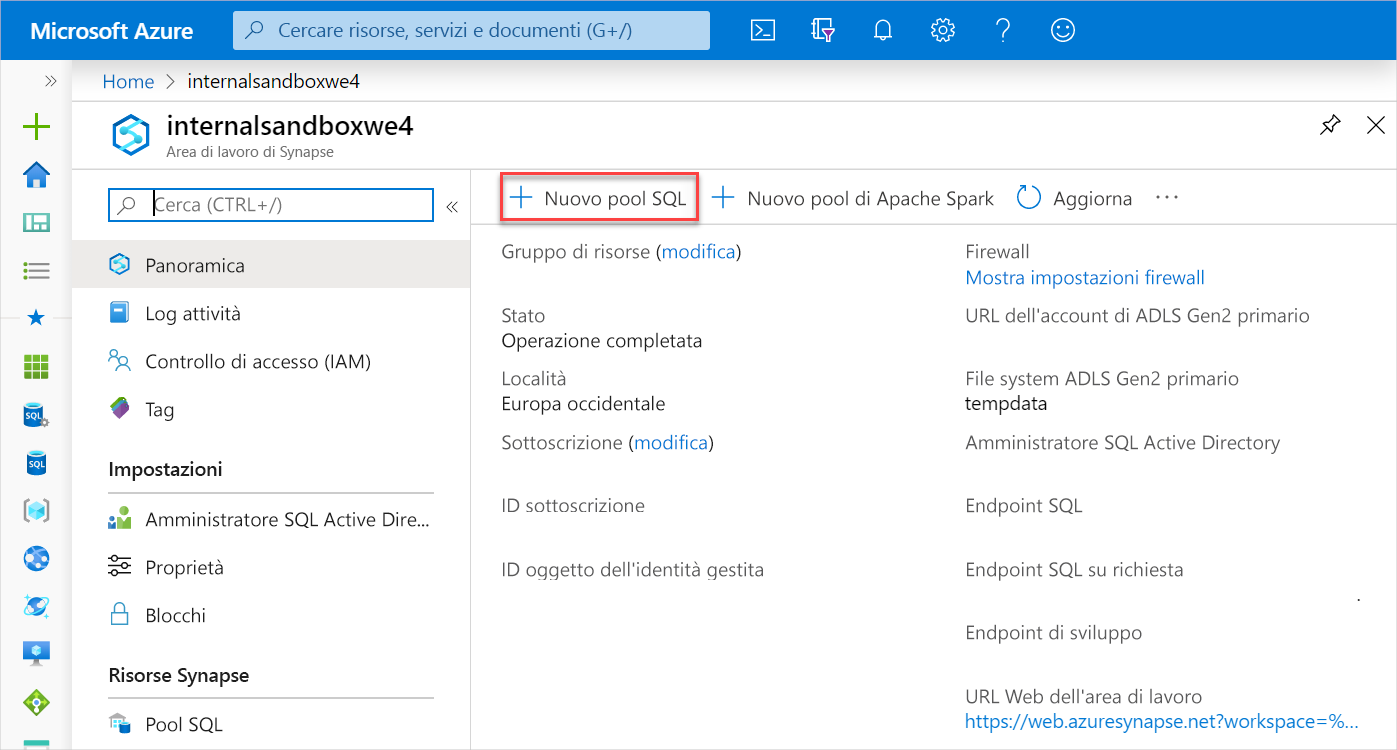 Microsoft Azure
Cercare risorse, servizi e documenti (G+/)
Home > internalsandboxwe4
internalsandboxwe4
Area di lavoro di Synapse
Cerca (CTRL+/)
Panoramica
Log attività
Controllo di accesso (IAM)
Tag
Impostazioni
Amministratore SQL Active Dire...
Proprietà
Blocchi
Risorse Synapse
Pool SQL
Nuovo pool SQL
Nuovo pool di Apache Spark
Aggiorna
Gruppo di risorse (modifica)
Stato
Operazione completata
Località
Europa occidentale
Sottoscrizione (modifica)
ID sottoscrizione
ID oggetto dell'identità gestita
Firewall
Mostra impostazioni firewall
URL dell'account di ADLS Gen2 primario
File system ADLS Gen2 primario
tempdata
Amministratore SQL Active Directory
Endpoint SQL
Endpoint SQL su richiesta
Endpoint di sviluppo
URL Web dell'area di lavoro
https://web.azuresynapse.net?workspace=%...
SQL
SQL